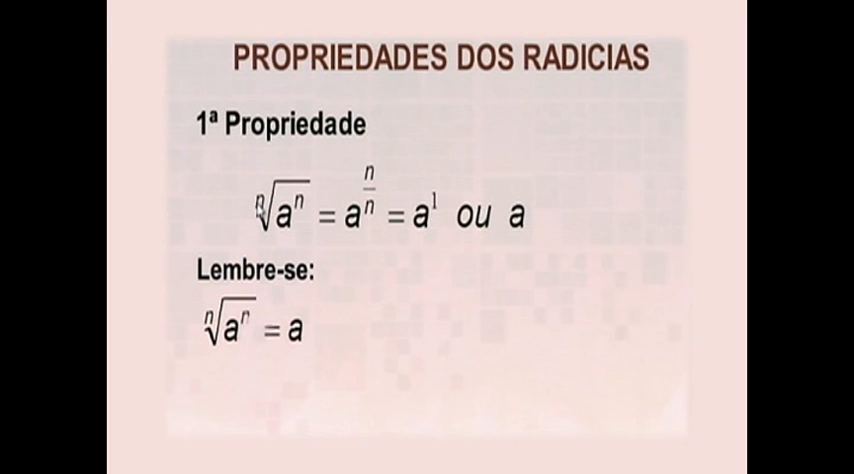 PROPRIEDADES DOS RADICIAS
1ª Propriedade
ⁿ√aⁿ = a^(n/n) = a¹ ou a
Lembre-se:
ⁿ√aⁿ = a